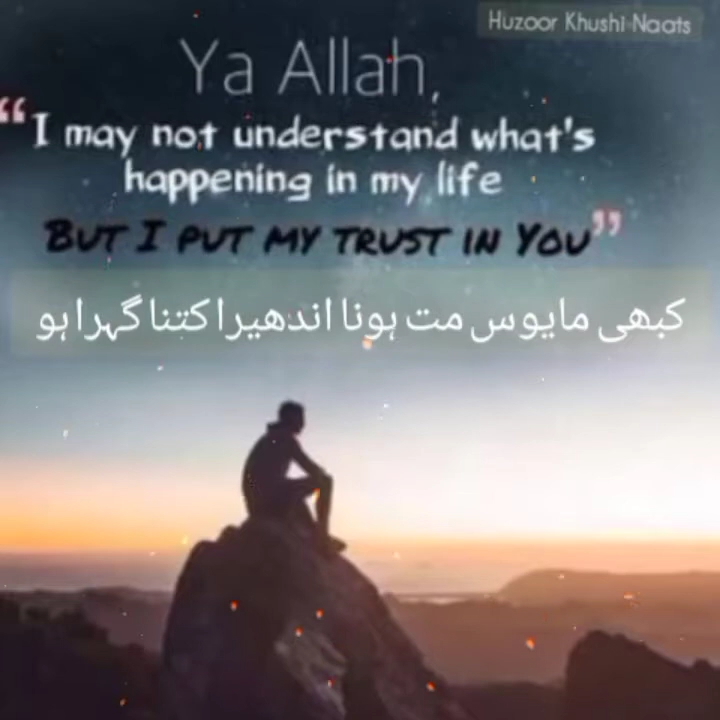 Huzoor Khushi Naats
Ya Allah,
“I may not understand what's
happening in my life
BUT I PUT MY TRUST IN YOU”
کبھی مایوس مت ہونا اندھیرا کتنا گہرا ہو